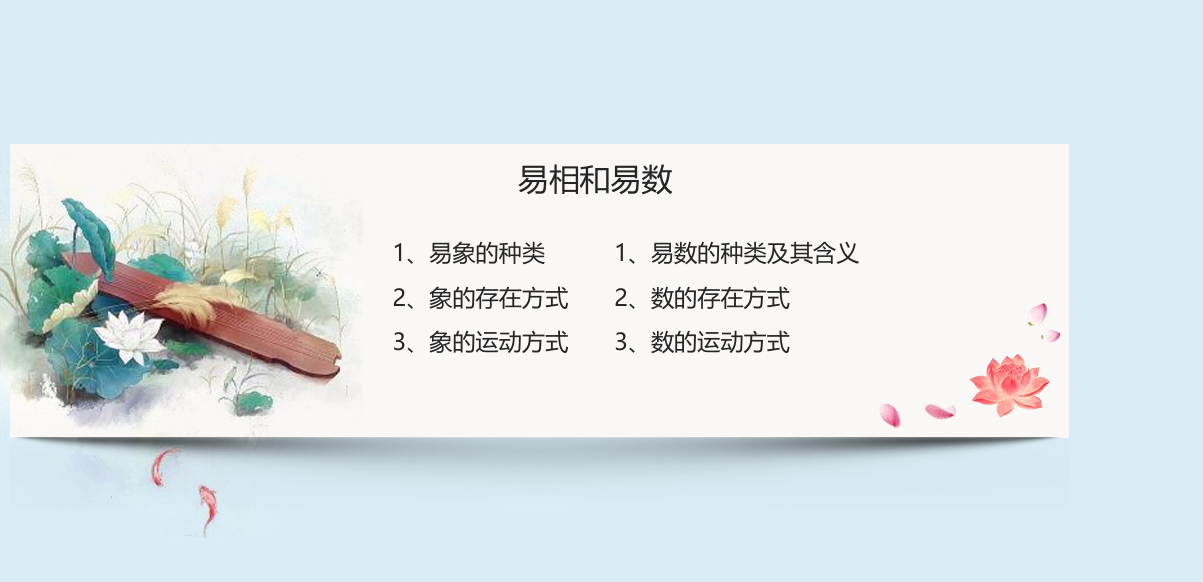 易相和易数
1、易象的种类
2、象的存在方式
3、象的运动方式
1、易数的种类及其含义
2、数的存在方式
3、数的运动方式